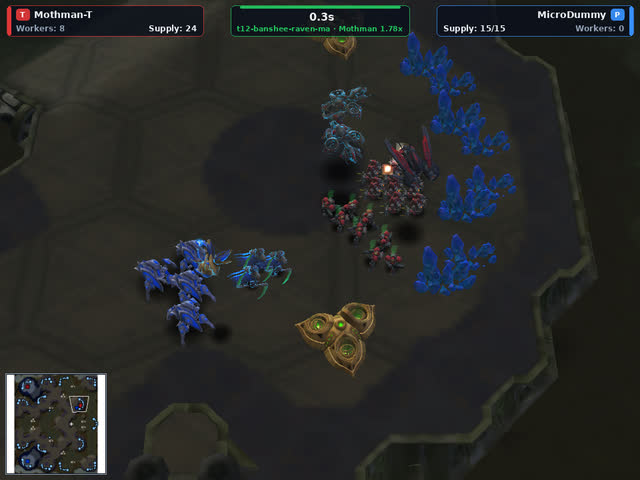 T Mothman-T
Workers: 8 Supply: 24
0.3s
t12-banshee-raven-ma · Mothman 1.78x
MicroDummy P
Supply: 15/15 Workers: 0